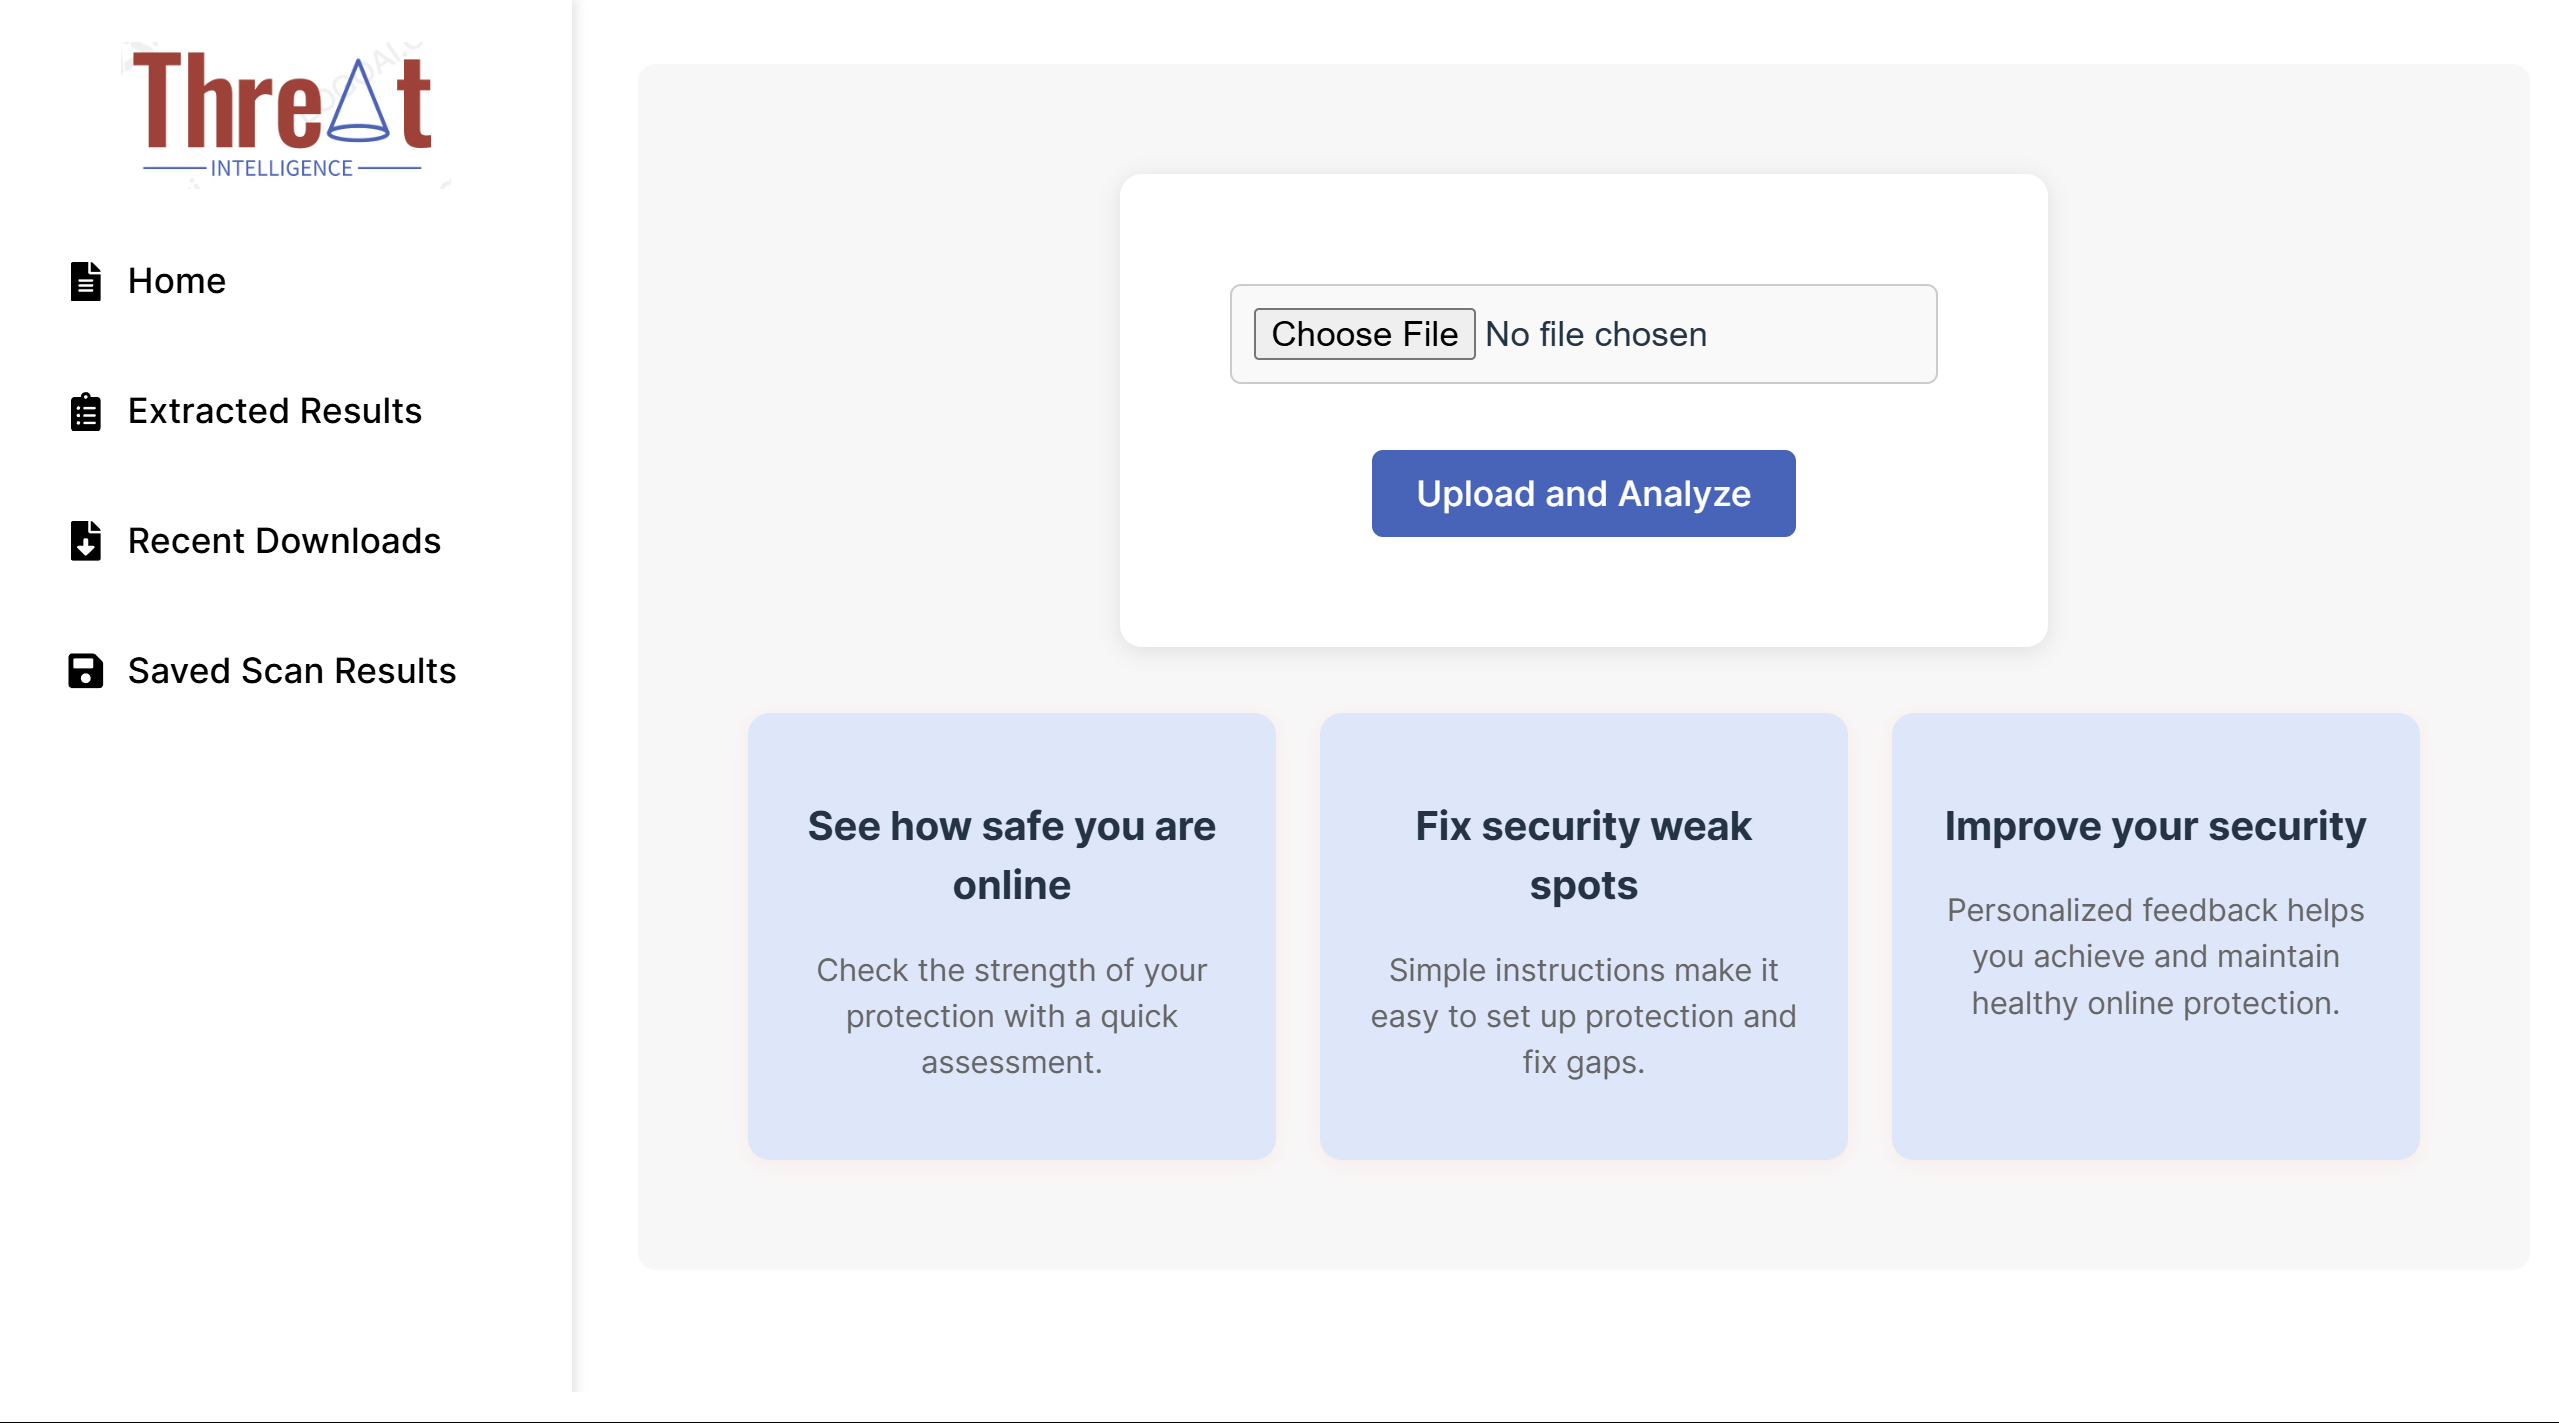 Threat
INTELLIGENCE
Home
Extracted Results
Recent Downloads
Saved Scan Results
Choose File No file chosen
Upload and Analyze
See how safe you are
online
Check the strength of your
protection with a quick
assessment.
Fix security weak
spots
Simple instructions make it
easy to set up protection and
fix gaps.
Improve your security
Personalized feedback helps
you achieve and maintain
healthy online protection.